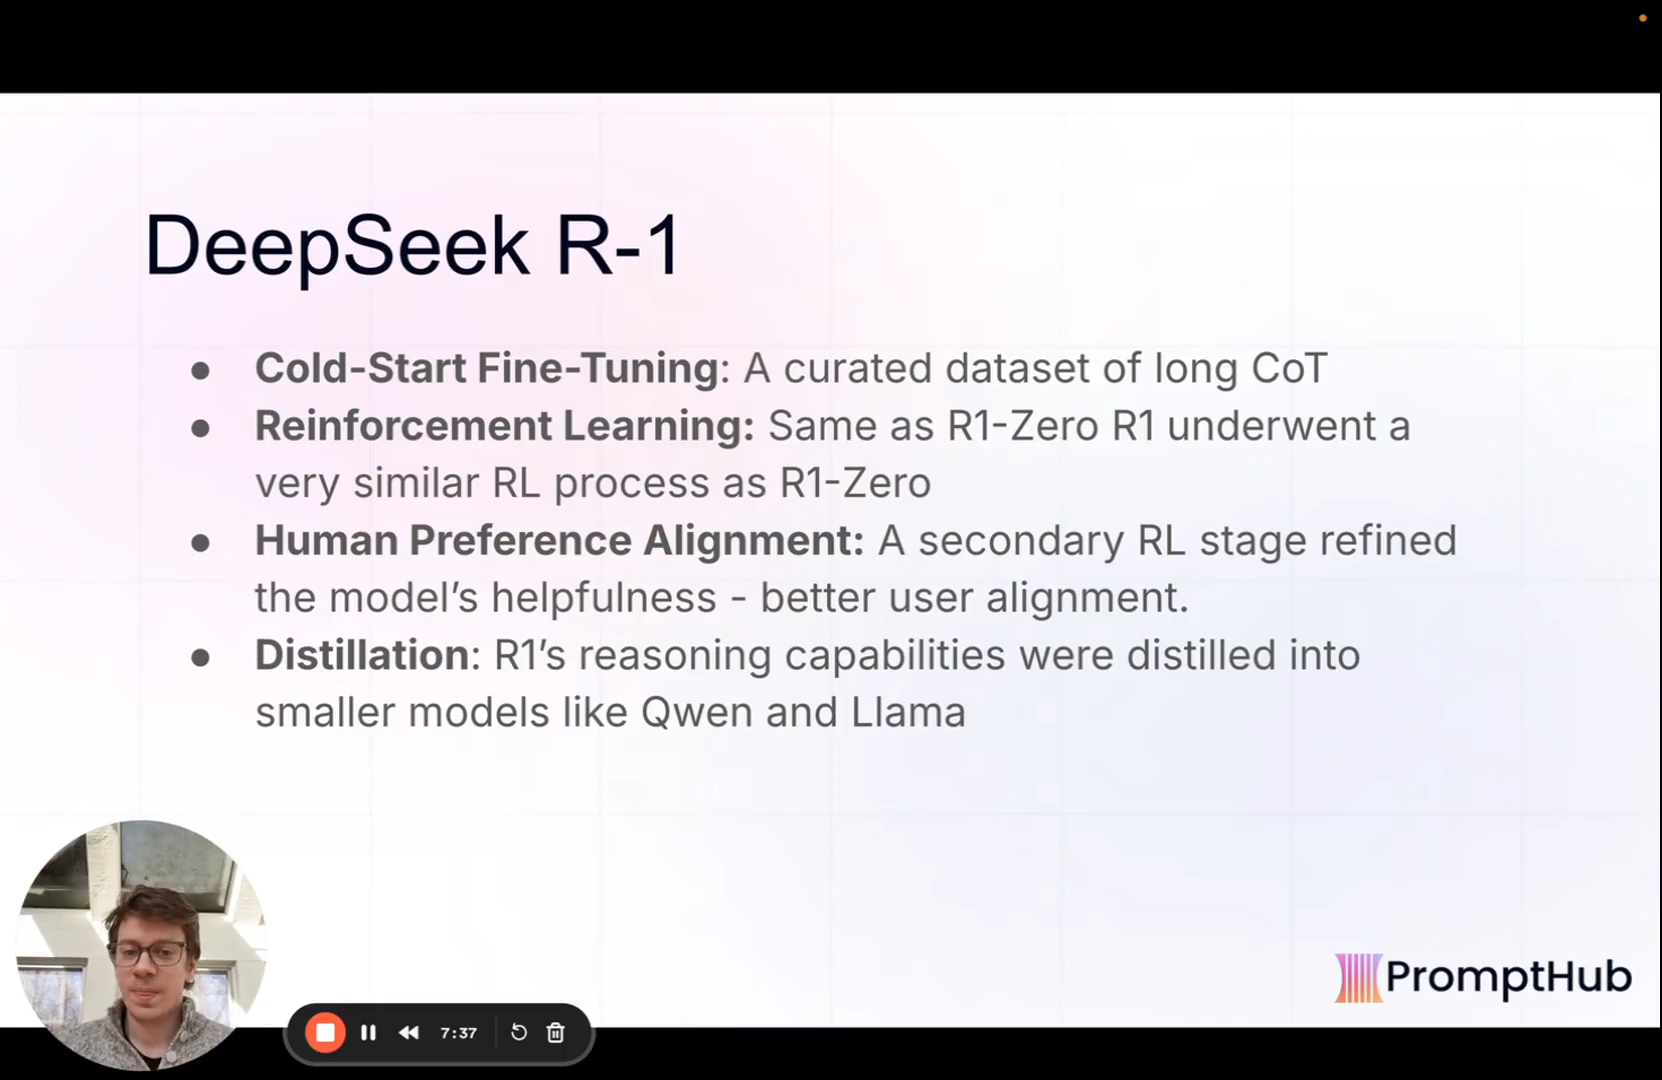 DeepSeek R-1
● Cold-Start Fine-Tuning: A curated dataset of long CoT
● Reinforcement Learning: Same as R1-Zero R1 underwent a
very similar RL process as R1-Zero
● Human Preference Alignment: A secondary RL stage refined
the model’s helpfulness - better user alignment.
● Distillation: R1’s reasoning capabilities were distilled into
smaller models like Qwen and Llama
PromptHub
7:37